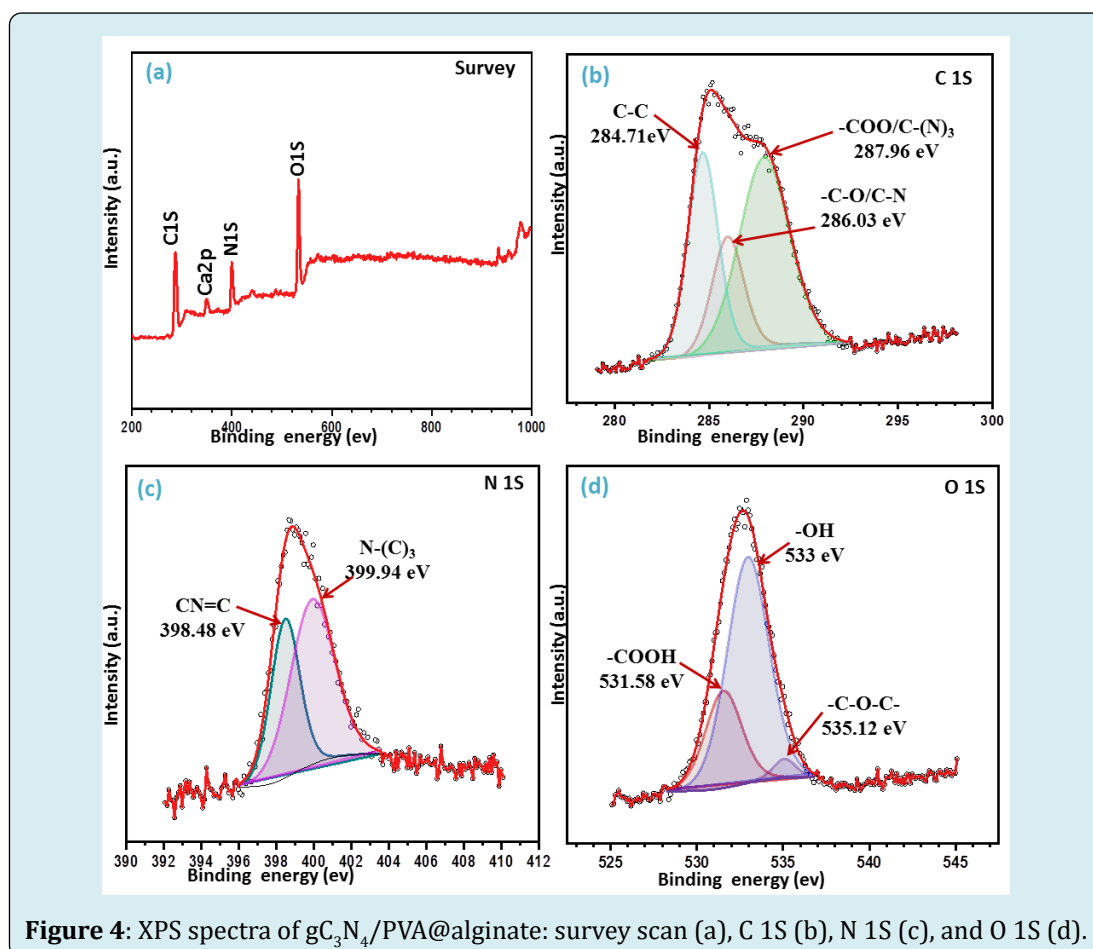 (a)
Survey
C1S
Ca2p
N1S
O1S
Intensity (a.u.)
200 400 600 800 1000
Binding energy (ev)
(b)
C 1S
C-C
284.71eV
-COO/C-(N)₃
287.96 eV
-C-O/C-N
286.03 eV
Intensity (a.u.)
280 285 290 295 300
Binding energy (ev)
(c)
N 1S
N-(C)₃
399.94 eV
CN=C
398.48 eV
Intensity (a.u.)
390 392 394 396 398 400 402 404 406 408 410 412
Binding energy (ev)
(d)
O 1S
-OH
533 eV
-COOH
531.58 eV
-C-O-C-
535.12 eV
Intensity (a.u.)
525 530 535 540 545
Binding energy (ev)
Figure 4: XPS spectra of gC₃N₄/PVA@alginate: survey scan (a), C 1S (b), N 1S (c), and O 1S (d).